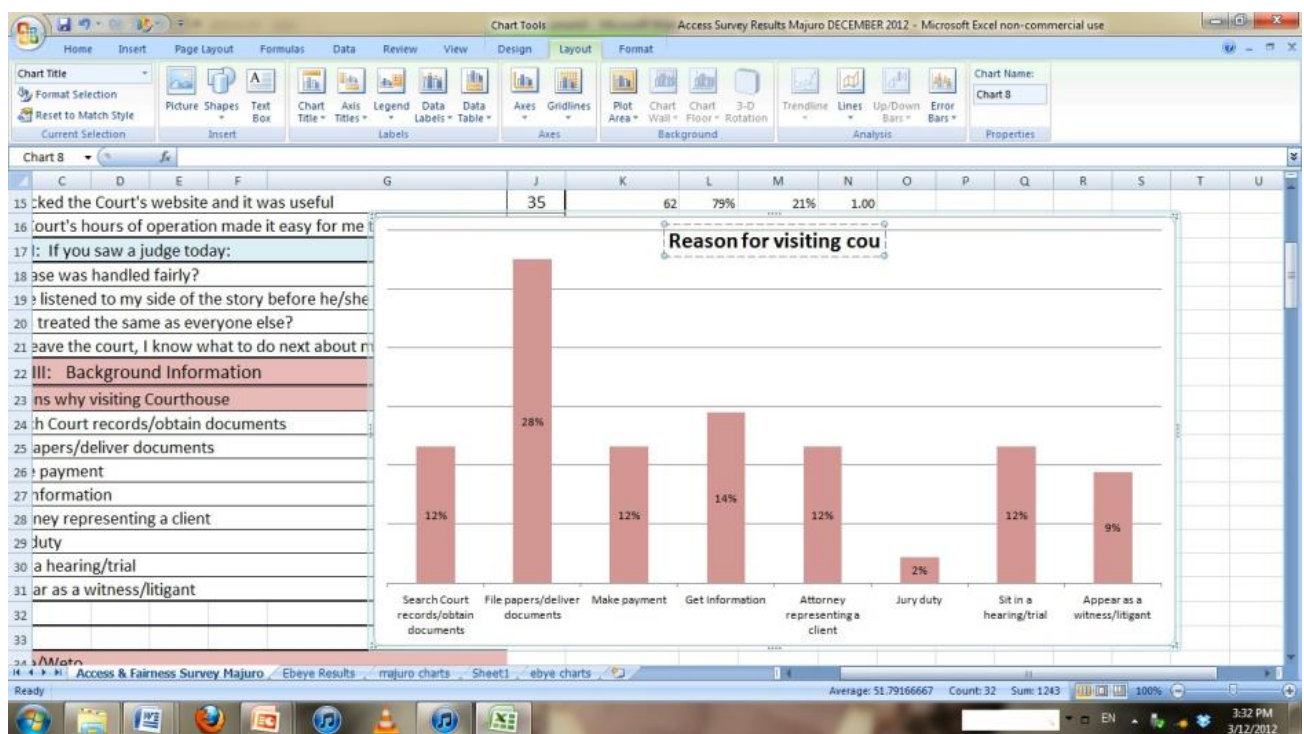 Chart Tools
Access Survey Results Majuro DECEMBER 2012 - Microsoft Excel non-commercial use
Home Insert Page Layout Formulas Data Review View Design Layout Format
Chart Title
Format Selection
Reset to Match Style
Current Selection
Picture Shapes Text Box
Insert
Chart Title Axis Titles Legend Data Labels Data Table
Labels
Axes Gridlines
Axes
Plot Area Chart Wall Chart Floor 3-D Rotation
Background
Trendline Lines Up/Down Bars Error Bars
Analysis
Chart Name:
Chart 8
Properties
Chart 8 fx
C D E F G J K L M N O P Q R S T U
15 cked the Court's website and it was useful 35 62 79% 21% 1.00
16 Court's hours of operation made it easy for me t
17 I: If you saw a judge today:
18 ase was handled fairly?
19 e listened to my side of the story before he/she
20 treated the same as everyone else?
21 eave the court, I know what to do next about m
22 III: Background Information
23 ns why visiting Courthouse
24 ch Court records/obtain documents
25 apers/deliver documents
26 e payment
27 nformation
28 ney representing a client
29 duty
30 a hearing/trial
31 ar as a witness/litigant
32
33
34 o/Weto
Reason for visiting cou
12% 28% 12% 14% 12% 2% 12% 9%
Search Court records/obtain documents
File papers/deliver documents
Make payment
Get Information
Attorney representing a client
Jury duty
Sit in a hearing/trial
Appear as a witness/litigant
Access & Fairness Survey Majuro Ebeye Results majuro charts Sheet1 ebye charts
Ready Average: 51.79166667 Count: 32 Sum: 1243 100%
EN 3:32 PM
3/12/2012